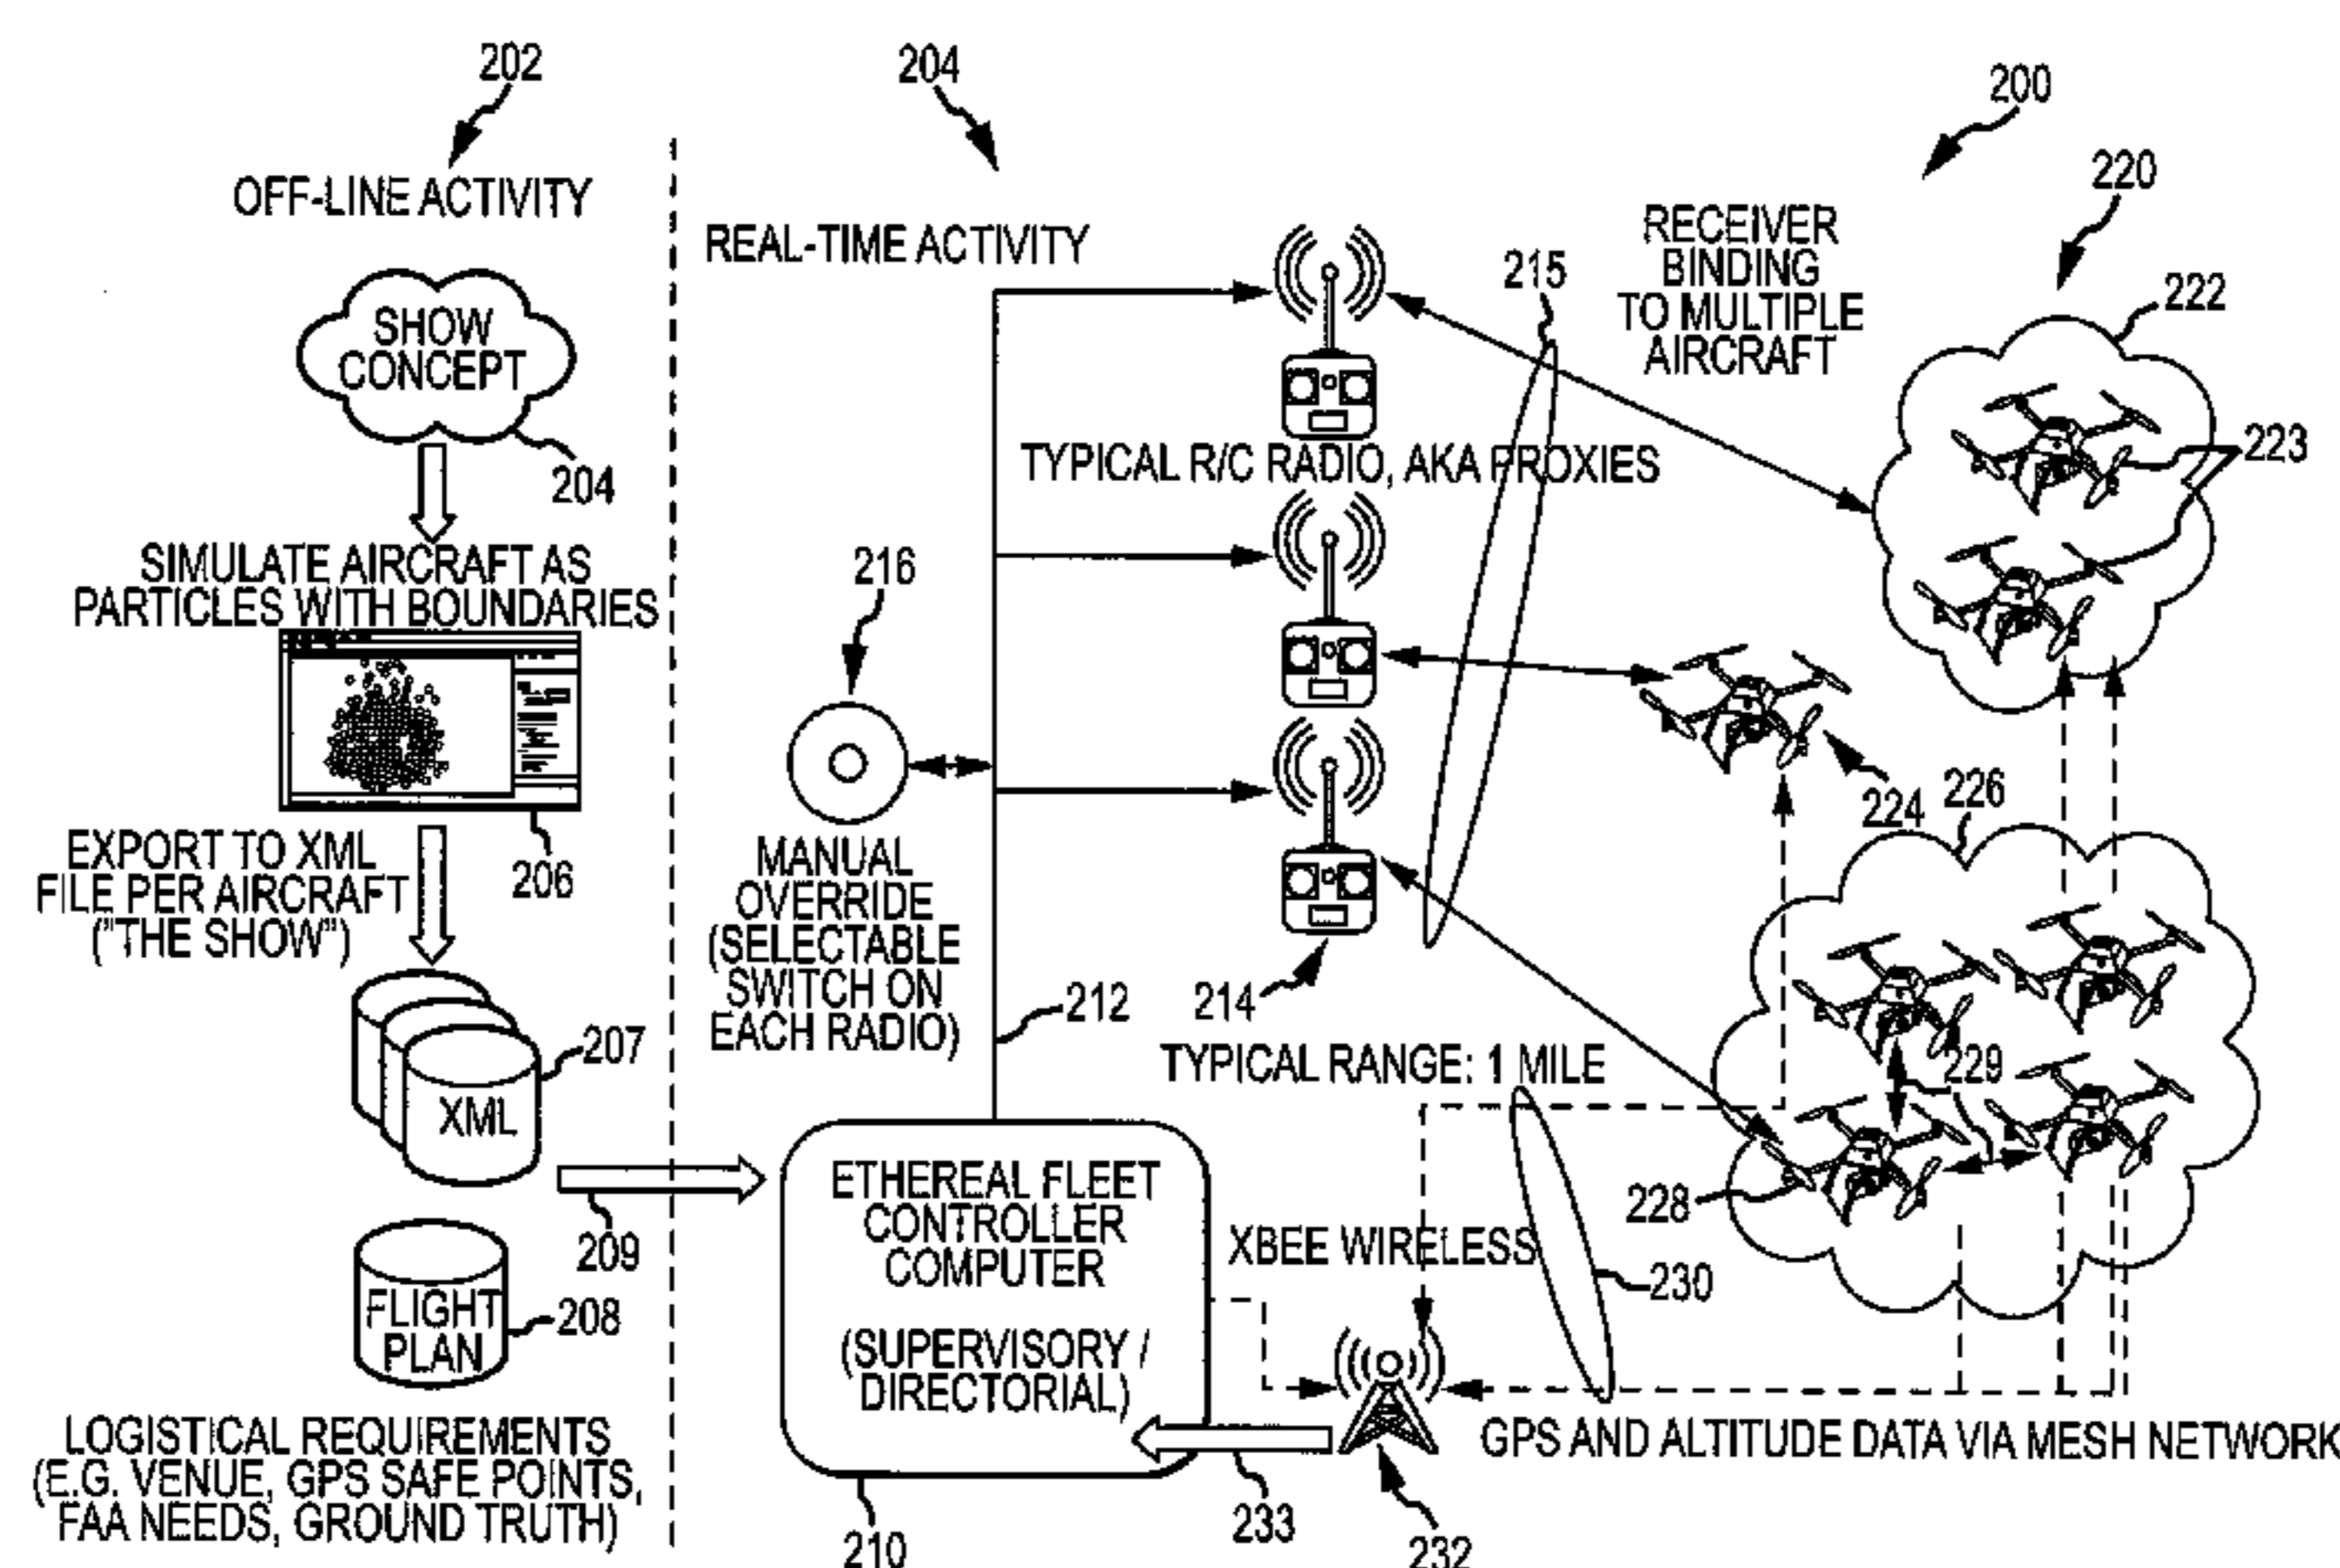 202
204
200
OFF-LINE ACTIVITY
REAL-TIME ACTIVITY
220
SHOW
CONCEPT
204
SIMULATE AIRCRAFT AS
PARTICLES WITH BOUNDARIES
206
EXPORT TO XML
FILE PER AIRCRAFT
("THE SHOW")
207
XML
209
FLIGHT
PLAN
208
LOGISTICAL REQUIREMENTS
(E.G. VENUE, GPS SAFE POINTS,
FAA NEEDS, GROUND TRUTH)
216
MANUAL
OVERRIDE
(SELECTABLE
SWITCH ON
EACH RADIO)
212
TYPICAL R/C RADIO, AKA PROXIES
214
215
RECEIVER
BINDING
TO MULTIPLE
AIRCRAFT
222
223
224
226
229
228
TYPICAL RANGE: 1 MILE
XBEE WIRELESS
230
ETHEREAL FLEET
CONTROLLER
COMPUTER
(SUPERVISORY /
DIRECTORIAL)
210
233
232
GPS AND ALTITUDE DATA VIA MESH NETWORK